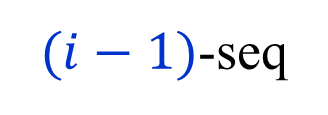 (i − 1)-seq